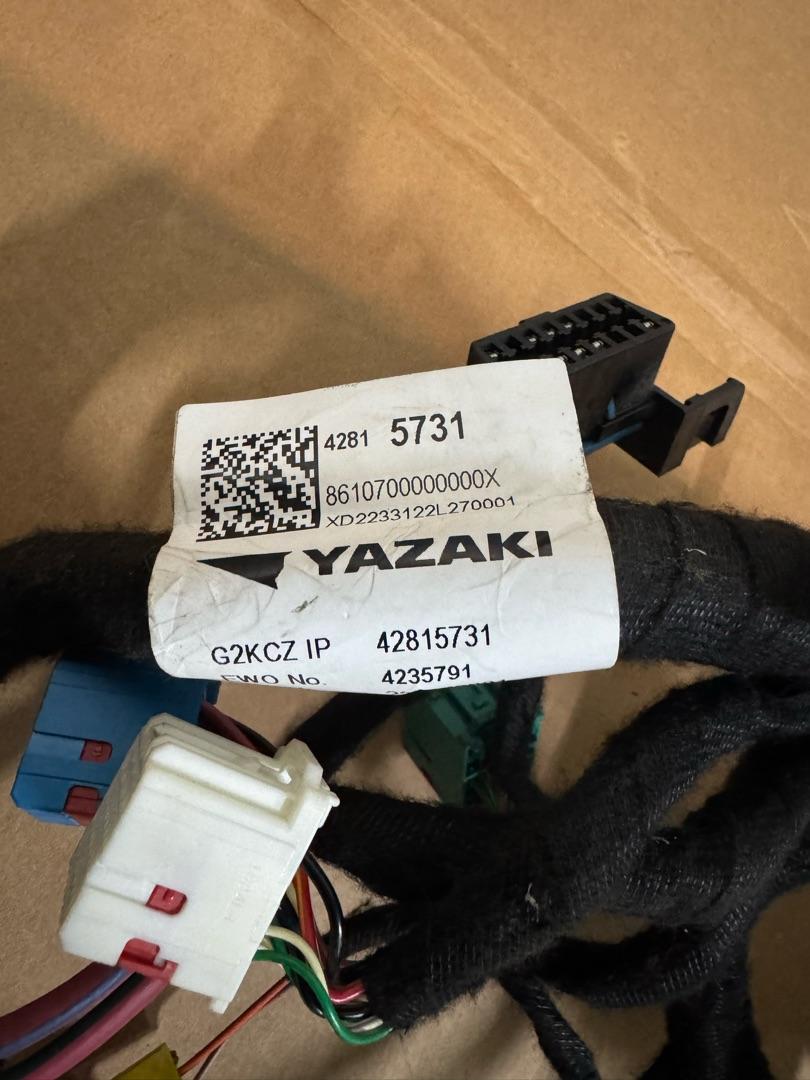 4281 5731
8610700000000X
XD2233122L270001
YAZAKI
G2KCZ IP 42815731
EWO No. 4235791